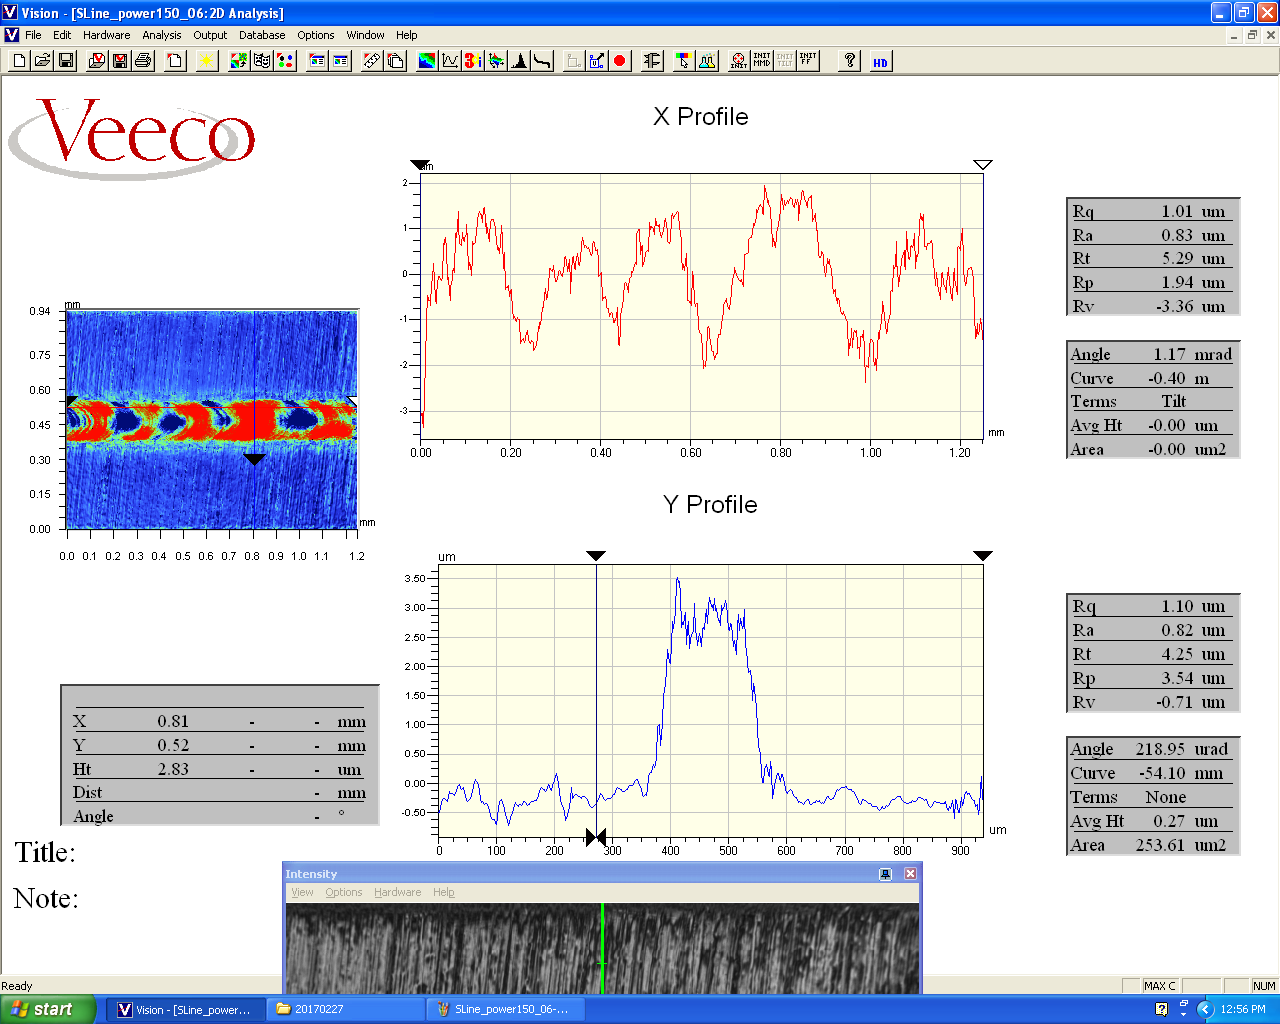 Vision - [SLine_power150_06:2D Analysis]
File Edit Hardware Analysis Output Database Options Window Help
INIT INIT MMD INIT TILT INIT FF ? HD
Veeco
X Profile
um
2
1
0
-1
-2
-3
0.00 0.20 0.40 0.60 0.80 1.00 1.20
mm
Rq 1.01 um
Ra 0.83 um
Rt 5.29 um
Rp 1.94 um
Rv -3.36 um
Angle 1.17 mrad
Curve -0.40 m
Terms Tilt
Avg Ht -0.00 um
Area -0.00 um2
mm
0.94
0.75
0.60
0.45
0.30
0.15
0.00
mm
0.0 0.1 0.2 0.3 0.4 0.5 0.6 0.7 0.8 0.9 1.0 1.1 1.2
Y Profile
um
3.50
3.00
2.50
2.00
1.50
1.00
0.50
0.00
-0.50
0 100 200 300 400 500 600 700 800 900
um
Rq 1.10 um
Ra 0.82 um
Rt 4.25 um
Rp 3.54 um
Rv -0.71 um
Angle 218.95 urad
Curve -54.10 mm
Terms None
Avg Ht 0.27 um
Area 253.61 um2
X 0.81 - - mm
Y 0.52 - - mm
Ht 2.83 - - um
Dist - mm
Angle - °
Title:
Note:
Intensity
View Options Hardware Help
Ready
MAX C NUM
start
Vision - [SLine_power...
20170227
SLine_power150_06-...
12:56 PM